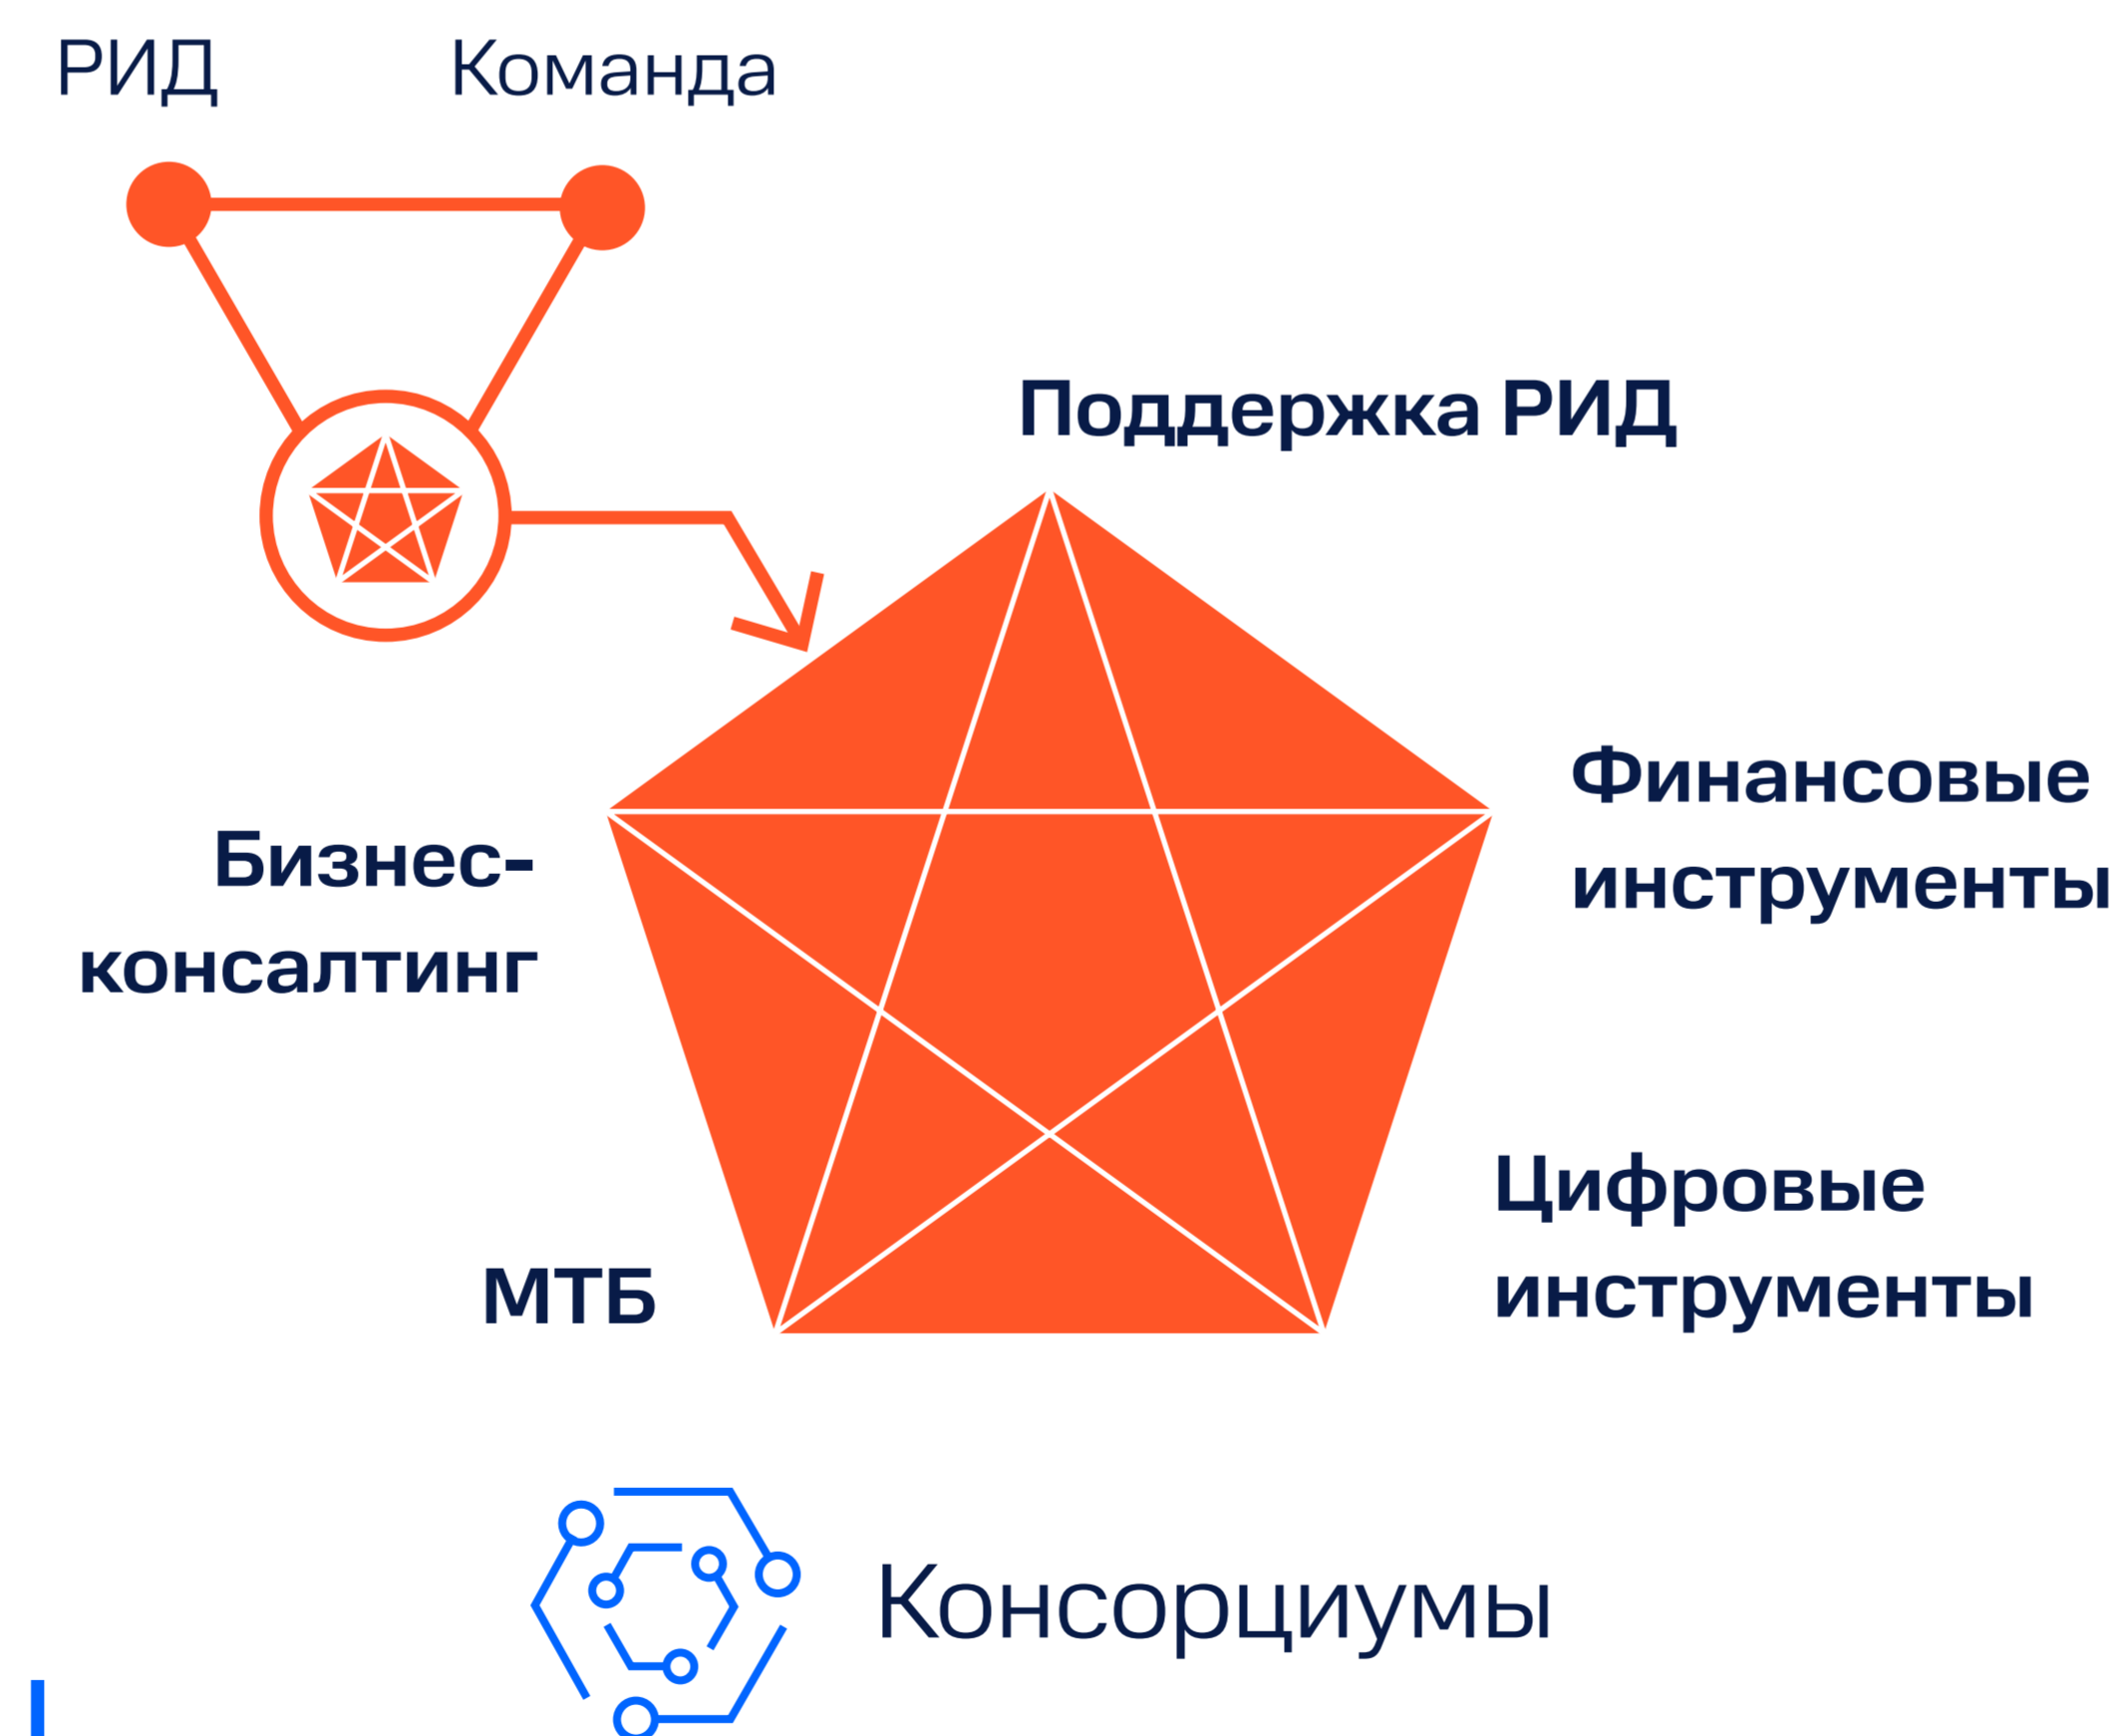 РИД
Команда
Поддержка РИД
Финансовые
инструменты
Бизнес-
консалтинг
Цифровые
инструменты
МТБ
Консорциумы